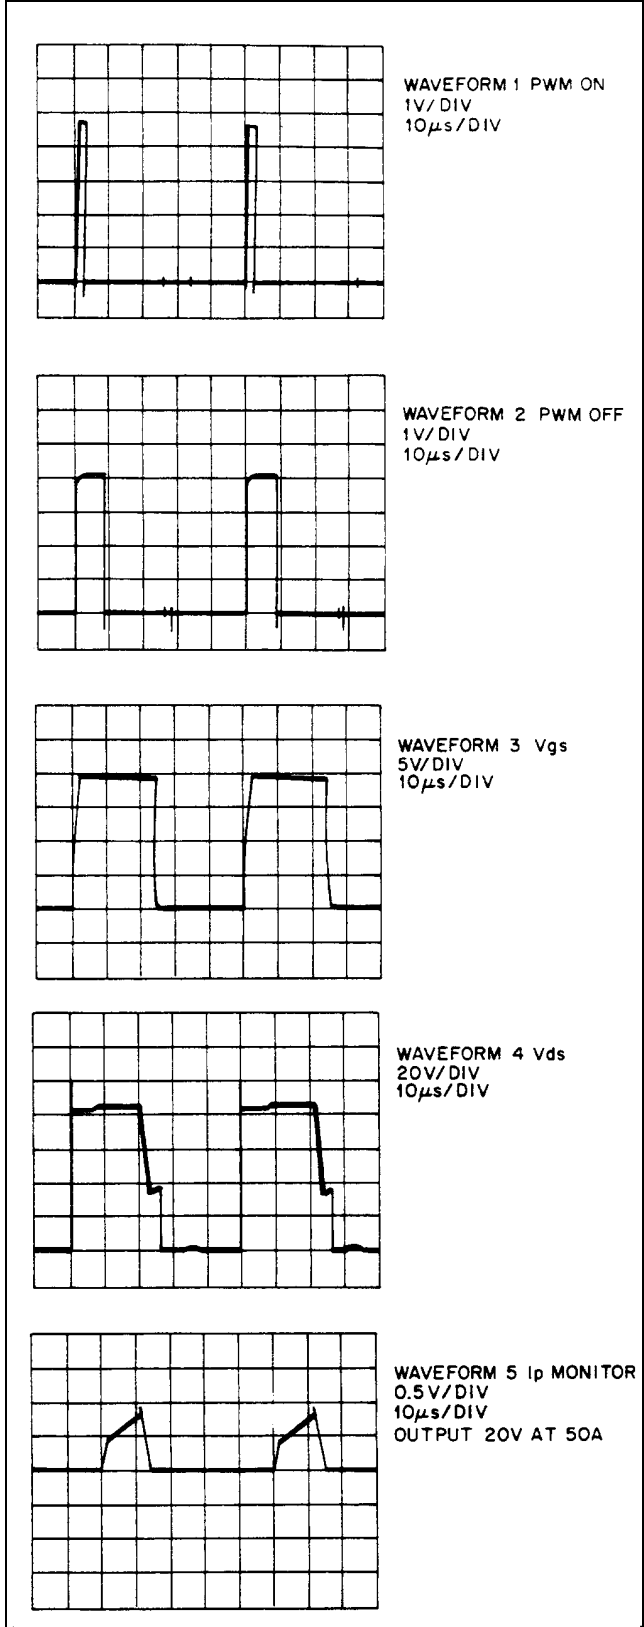 WAVEFORM 1 PWM ON
1V/DIV
10µs/DIV
WAVEFORM 2 PWM OFF
1V/DIV
10µs/DIV
WAVEFORM 3 Vgs
5V/DIV
10µs/DIV
WAVEFORM 4 Vds
20V/DIV
10µs/DIV
WAVEFORM 5 Ip MONITOR
0.5V/DIV
10µs/DIV
OUTPUT 20V AT 50A